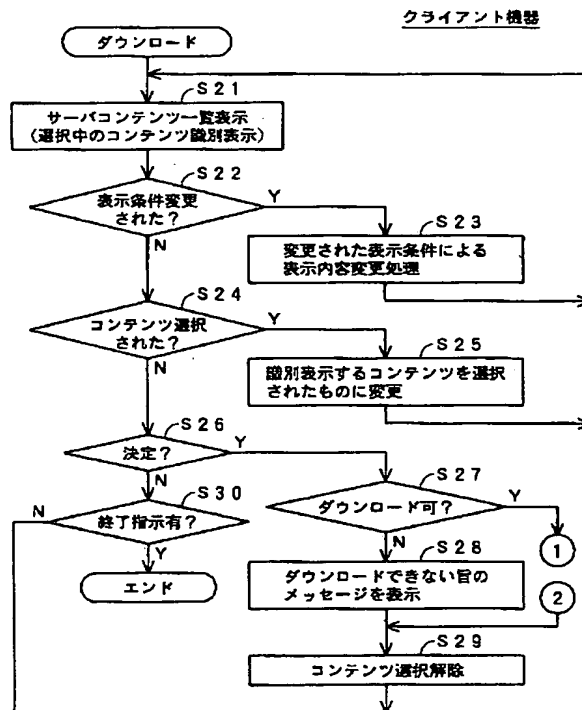 クライアント機器
ダウンロード
S21
サーバコンテンツ一覧表示
(選択中のコンテンツ識別表示)
S22
表示条件変更
された?
Y
N
S23
変更された表示条件による
表示内容変更処理
S24
コンテンツ選択
された?
Y
N
S25
識別表示するコンテンツを選択
されたものに変更
S26
決定?
Y
N
S27
ダウンロード可?
Y
N
1
S30
終了指示有?
N
Y
エンド
S28
ダウンロードできない旨の
メッセージを表示
2
S29
コンテンツ選択解除